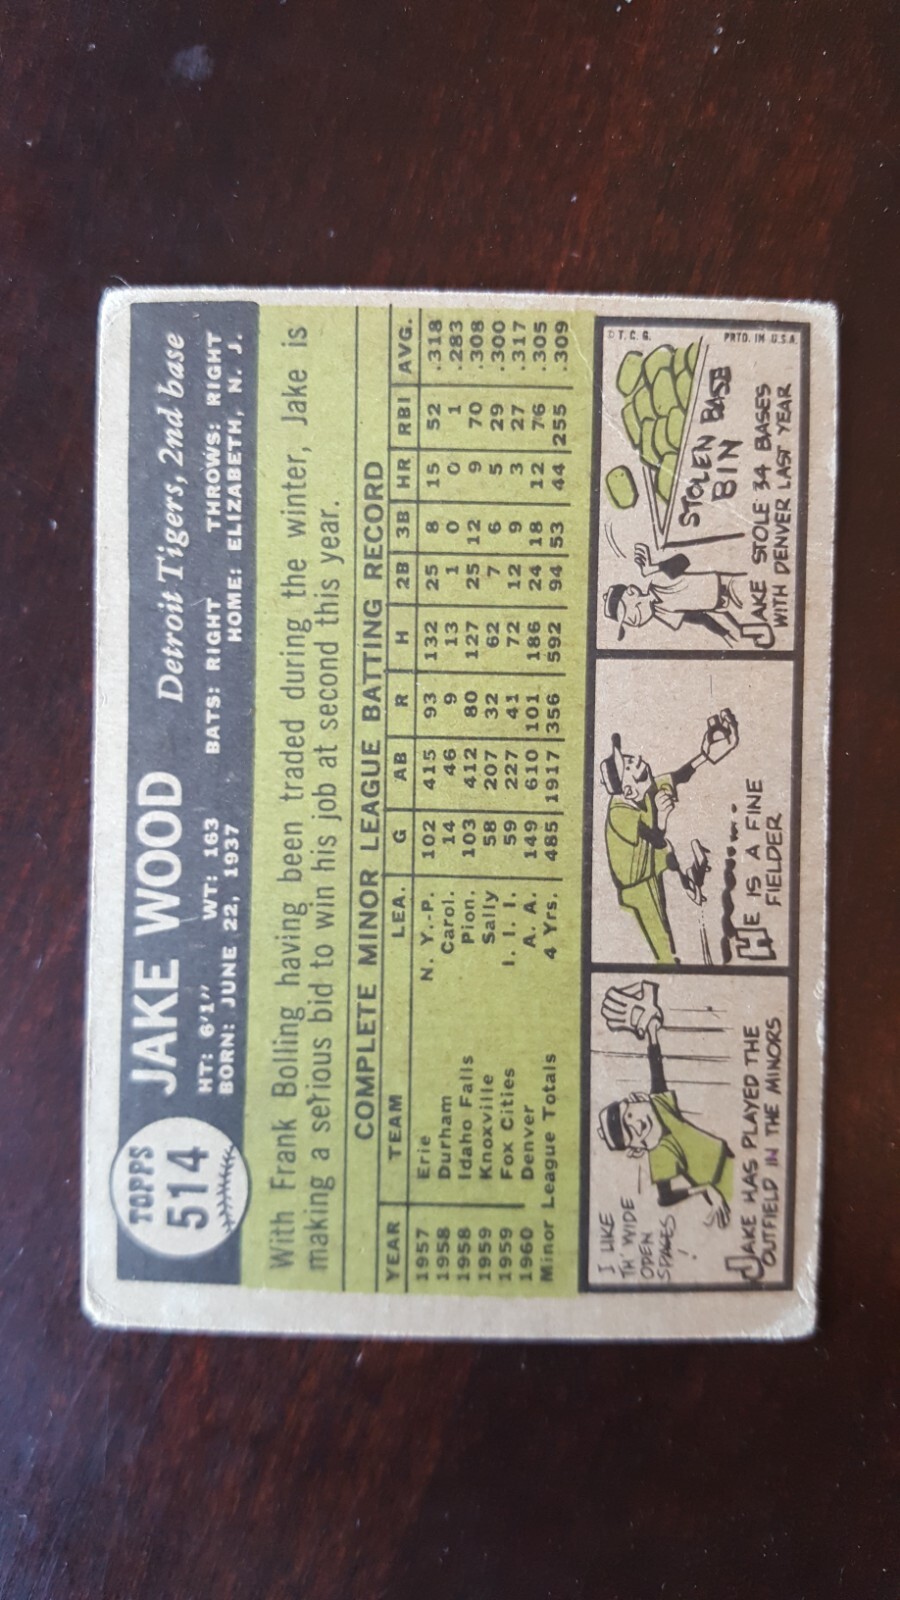 TOPPS
514
JAKE WOOD Detroit Tigers, 2nd base
HT: 6'1" WT: 163 BATS: RIGHT THROWS: RIGHT
BORN: JUNE 22, 1937 HOME: ELIZABETH, N. J.
With Frank Bolling having been traded during the winter, Jake is
making a serious bid to win his job at second this year.
COMPLETE MINOR LEAGUE BATTING RECORD
YEAR TEAM LEA. G AB R H 2B 3B HR RBI AVG.
1957 Erie N. Y.-P. 102 415 93 132 25 8 15 52 .318
1958 Durham Carol. 14 46 9 13 1 0 0 1 .283
1958 Idaho Falls Pion. 103 412 80 127 25 12 9 70 .308
1959 Knoxville Sally 58 207 32 62 7 6 5 29 .300
1959 Fox Cities I. I. I. 59 227 41 72 12 9 3 27 .317
1960 Denver A. A. 149 610 101 186 24 18 12 76 .305
Minor League Totals 4 Yrs. 485 1917 356 592 94 53 44 255 .309
I LIKE
TH' WIDE
OPEN
SPACES
!
JAKE HAS PLAYED THE
OUTFIELD IN THE MINORS
HE IS A FINE
FIELDER
© T. C. G. PRTD. IN U.S.A.
STOLEN BASE
BIN
JAKE STOLE 34 BASES
WITH DENVER LAST YEAR